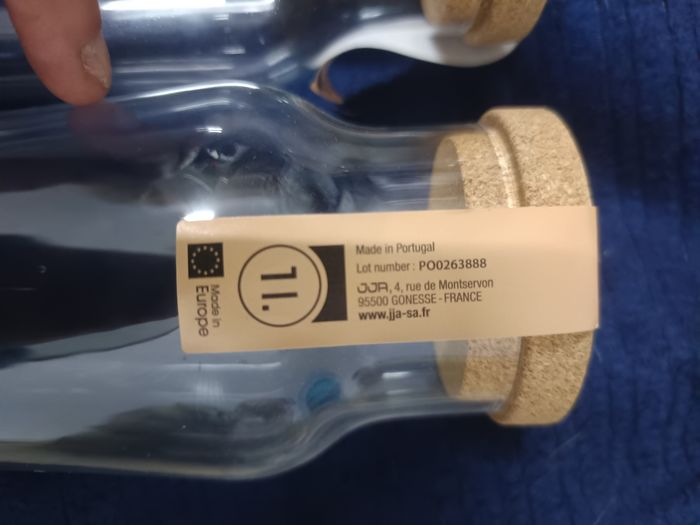 Made in Portugal
Lot number : PO0263888
JJA, 4, rue de Montservon
95500 GONESSE - FRANCE
www.jja-sa.fr
1l.
Made in
Europe